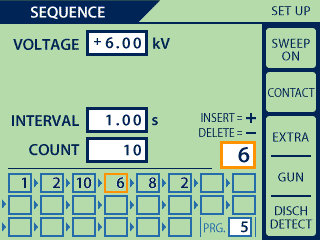 SEQUENCE
SET UP
VOLTAGE +6.00 kV
SWEEP
ON
CONTACT
INTERVAL 1.00 s
INSERT = +
DELETE = −
COUNT 10
6
EXTRA
1 2 10 6 8 2
GUN
PRG. 5
DISCH
DETECT